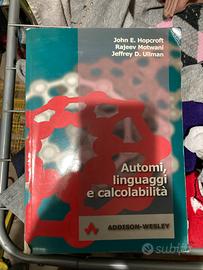 John E. Hopcroft
Rajeev Motwani
Jeffrey D. Ullman
Automi,
linguaggi
e calcolabilità
ADDISON-WESLEY
subito